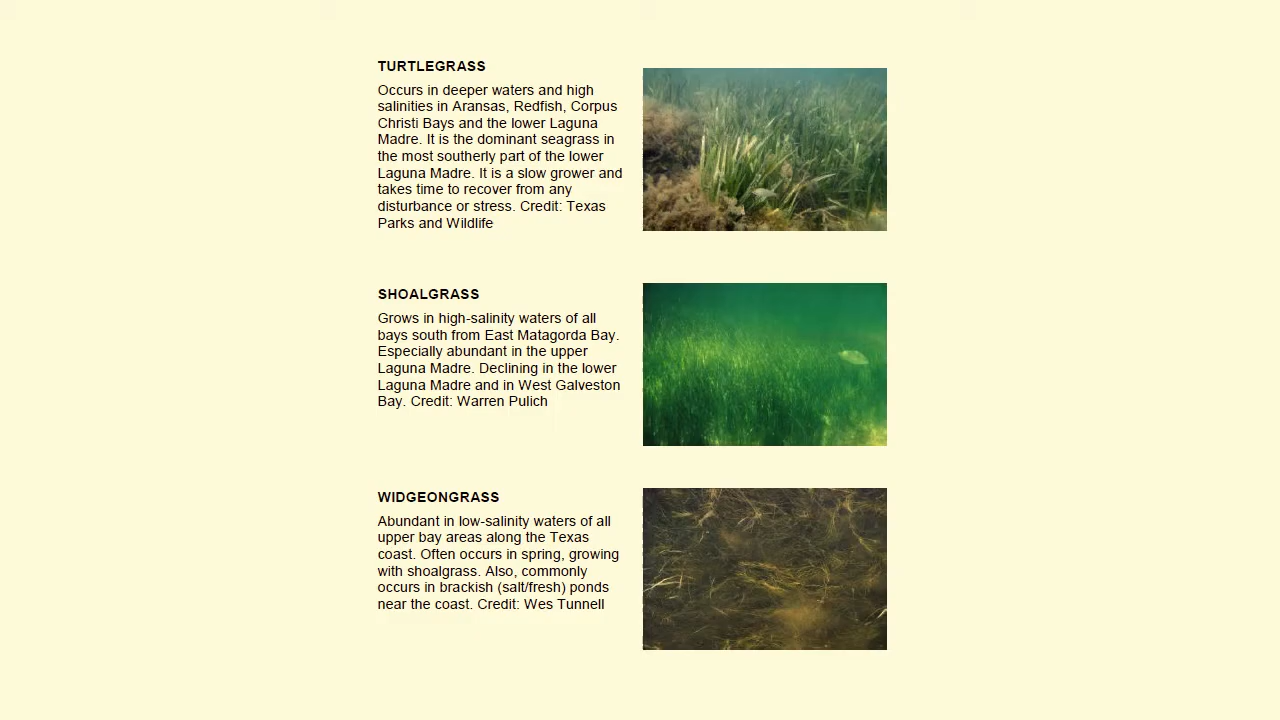 TURTLEGRASS
Occurs in deeper waters and high
salinities in Aransas, Redfish, Corpus
Christi Bays and the lower Laguna
Madre. It is the dominant seagrass in
the most southerly part of the lower
Laguna Madre. It is a slow grower and
takes time to recover from any
disturbance or stress. Credit: Texas
Parks and Wildlife
SHOALGRASS
Grows in high-salinity waters of all
bays south from East Matagorda Bay.
Especially abundant in the upper
Laguna Madre. Declining in the lower
Laguna Madre and in West Galveston
Bay. Credit: Warren Pulich
WIDGEONGRASS
Abundant in low-salinity waters of all
upper bay areas along the Texas
coast. Often occurs in spring, growing
with shoalgrass. Also, commonly
occurs in brackish (salt/fresh) ponds
near the coast. Credit: Wes Tunnell